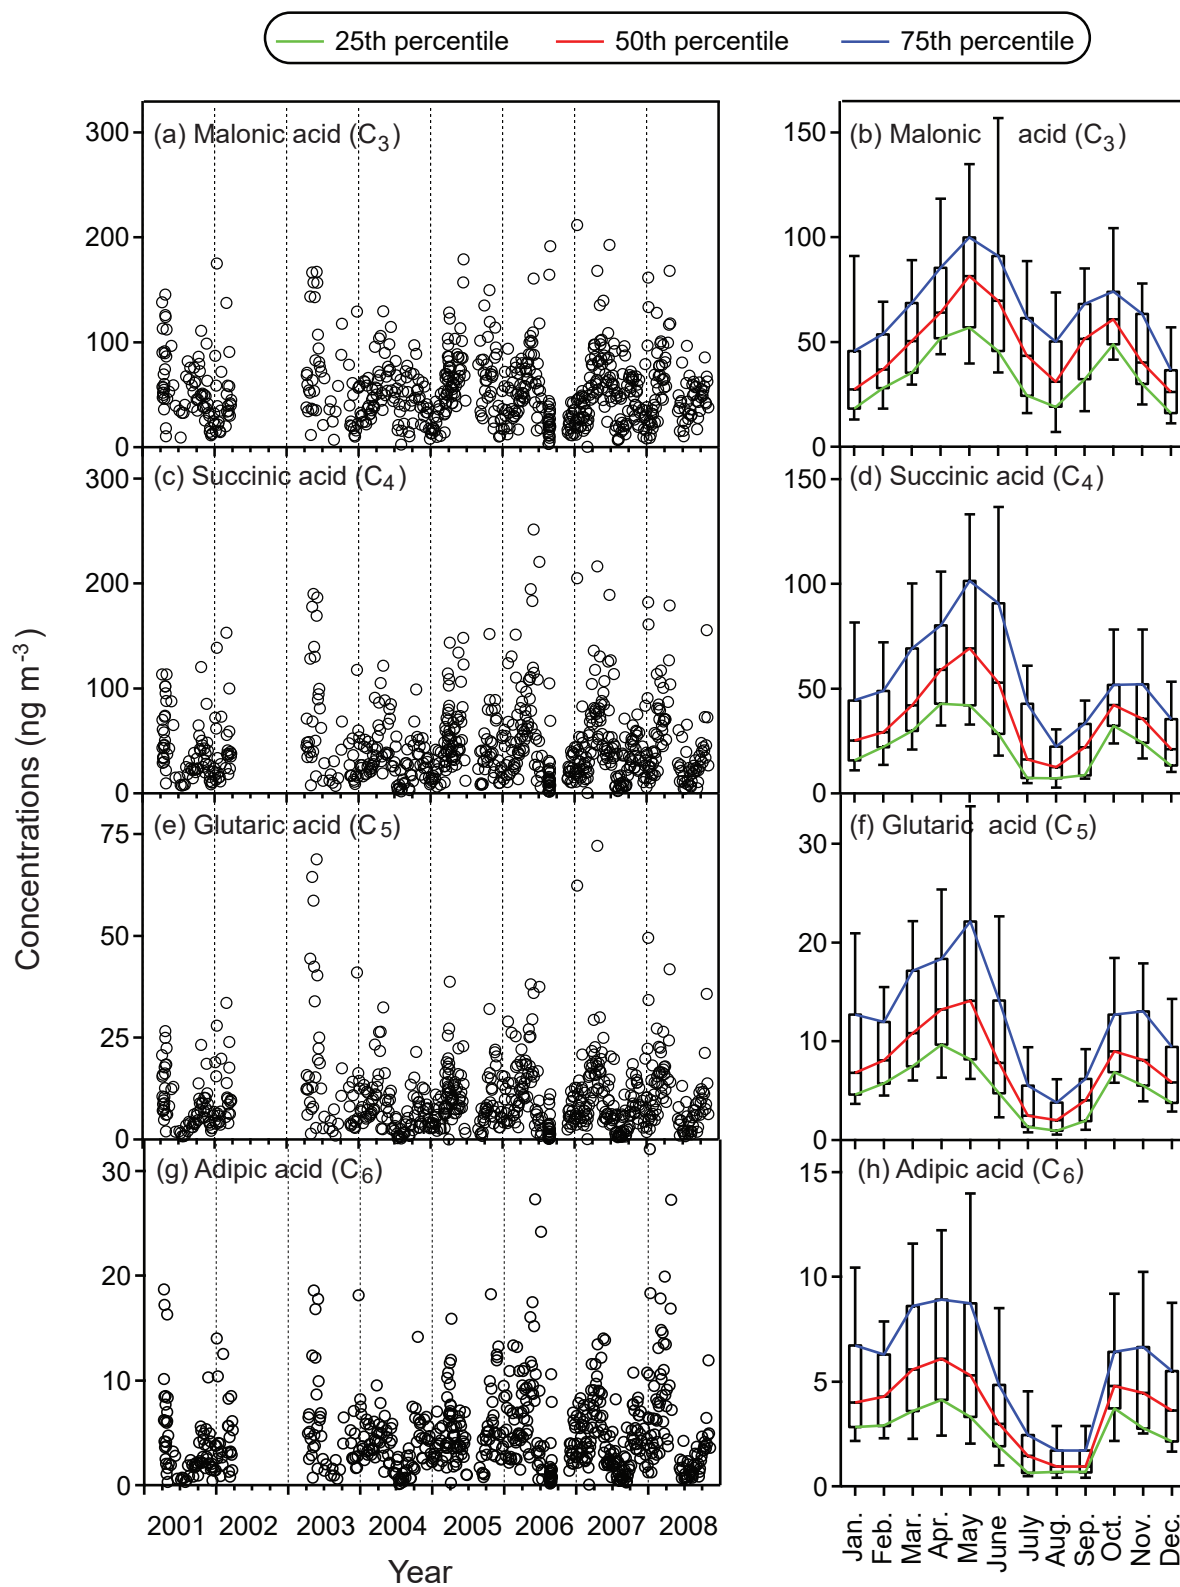 25th percentile 50th percentile 75th percentile
(a) Malonic acid (C3)
300
200
100
0
(b) Malonic acid (C3)
150
100
50
0
(c) Succinic acid (C4)
300
200
100
0
(d) Succinic acid (C4)
150
100
50
0
(e) Glutaric acid (C5)
75
50
25
0
(f) Glutaric acid (C5)
30
20
10
0
(g) Adipic acid (C6)
30
20
10
0
(h) Adipic acid (C6)
15
10
5
0
Concentrations (ng m-3)
2001 2002 2003 2004 2005 2006 2007 2008
Year
Jan. Feb. Mar. Apr. May June July Aug. Sep. Oct. Nov. Dec.